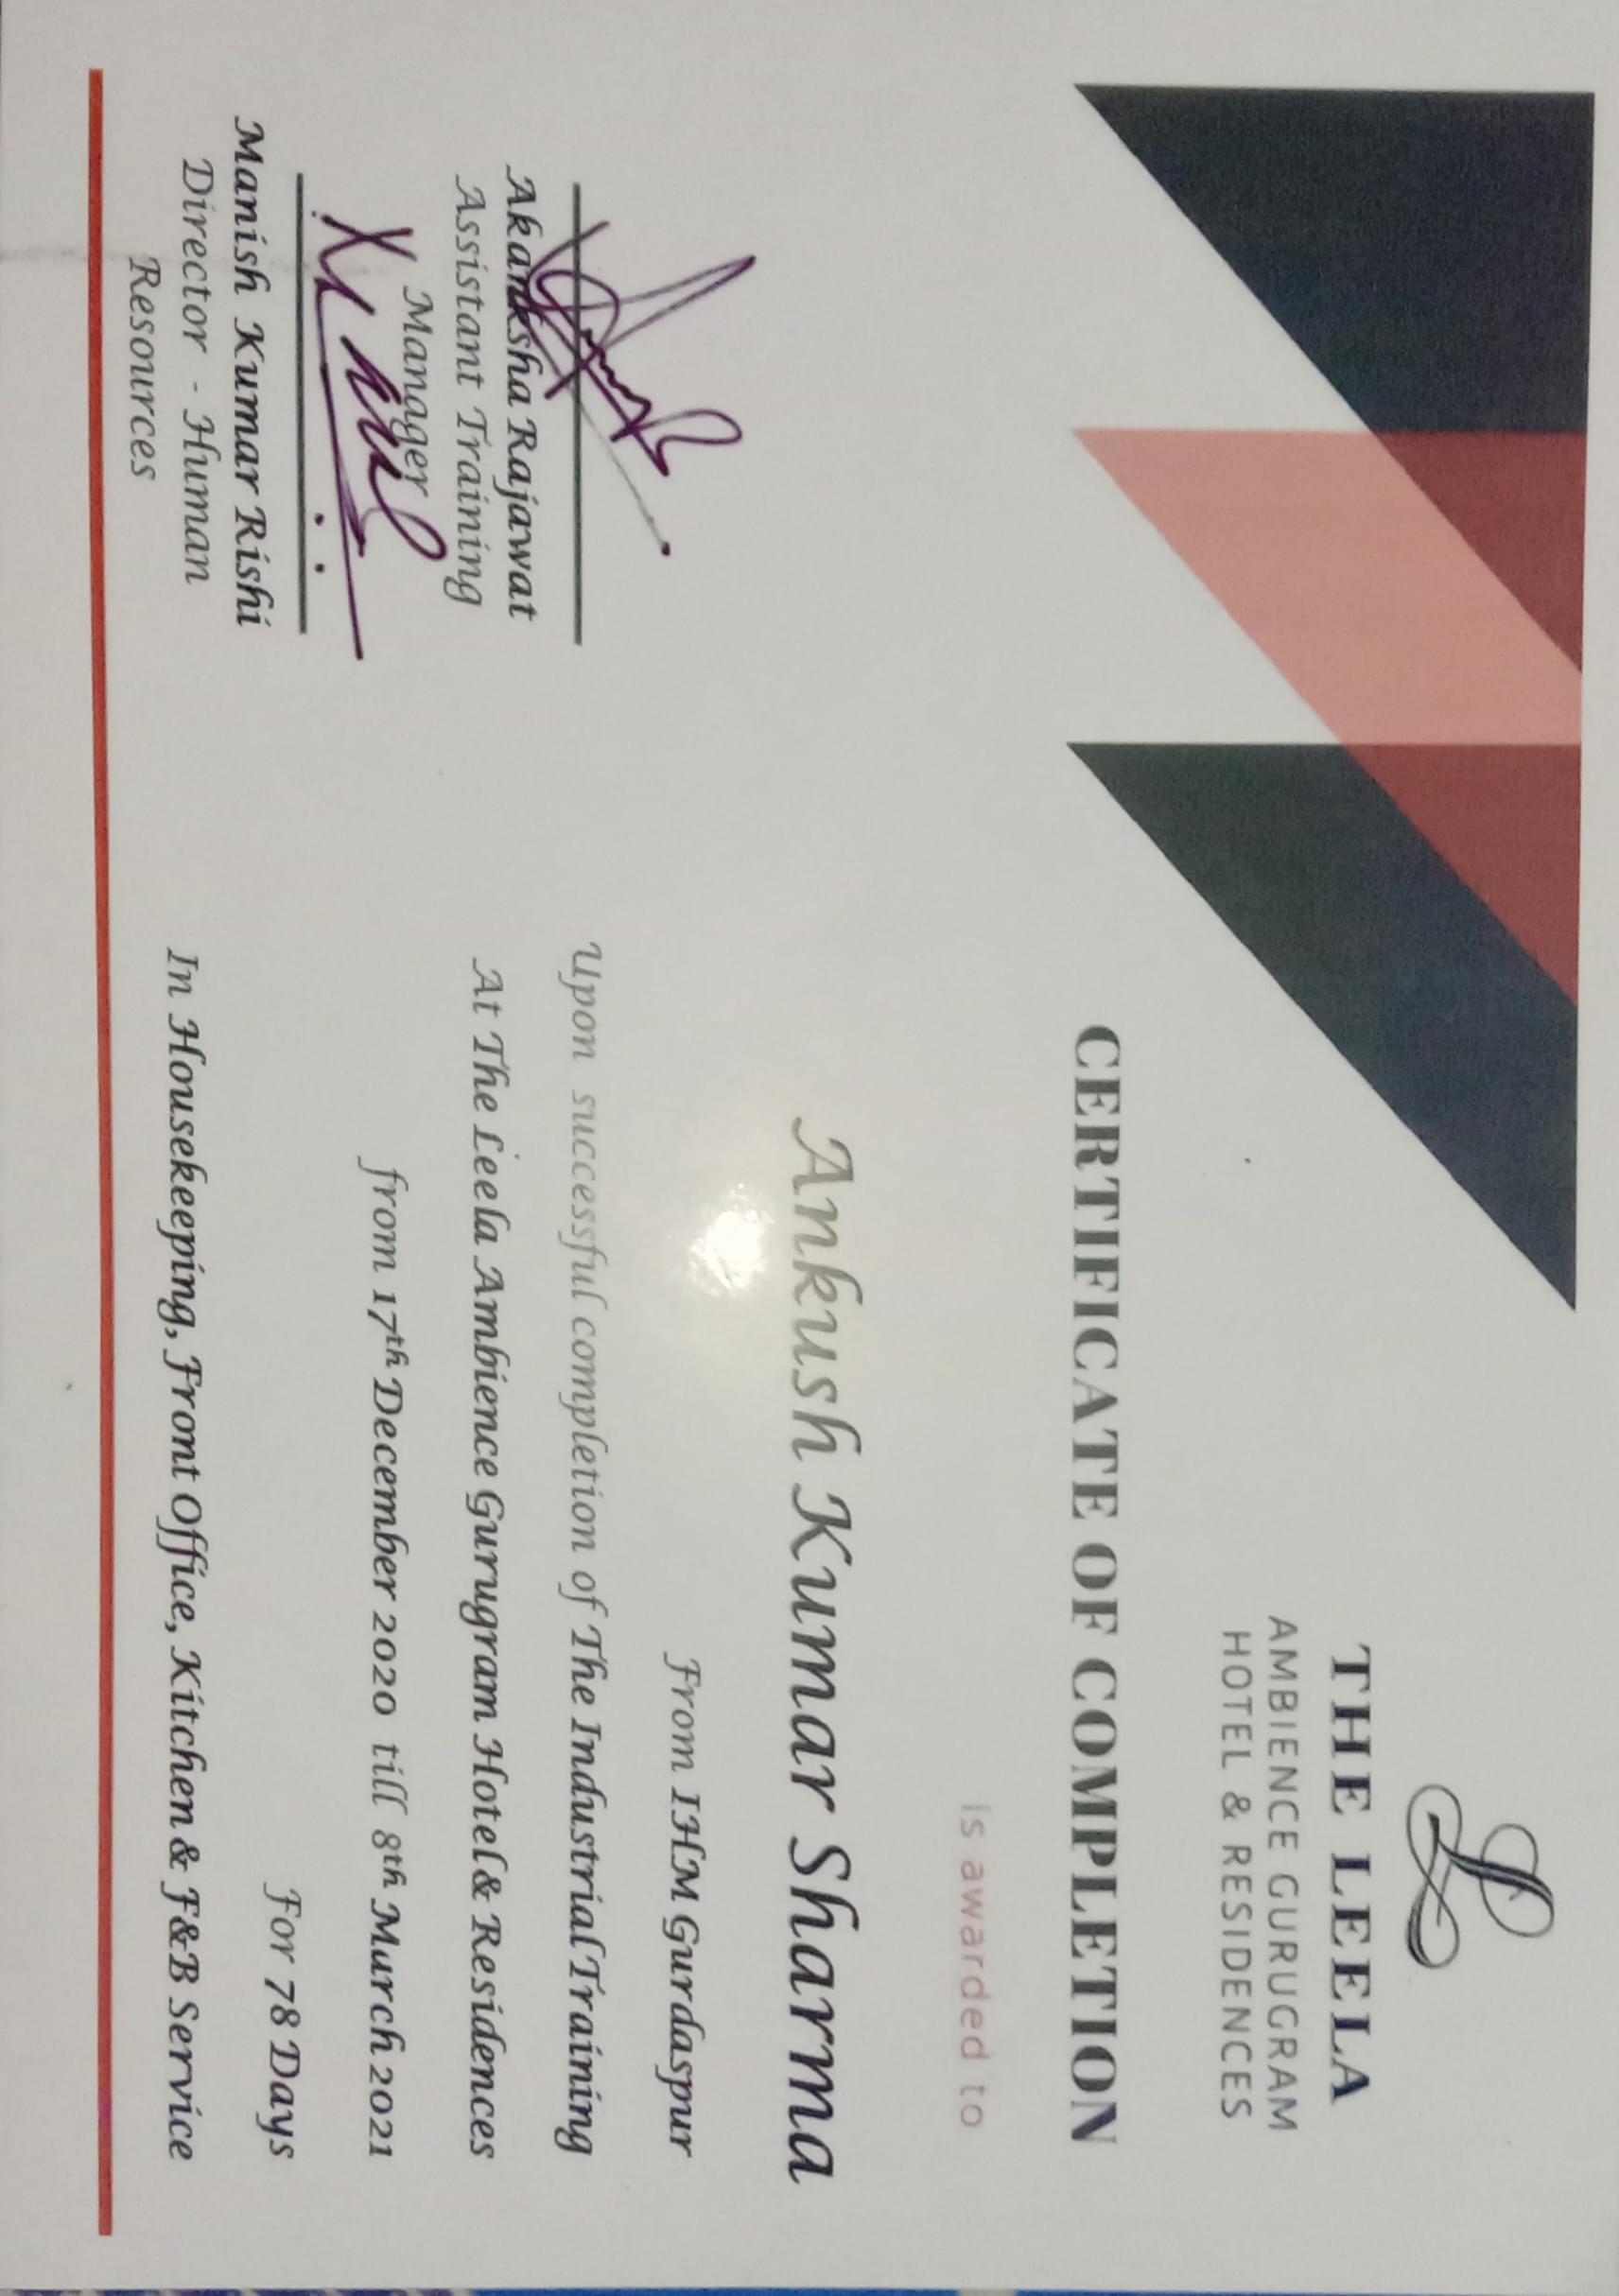 THE LEELA
AMBIENCE GURUGRAM
HOTEL & RESIDENCES
CERTIFICATE OF COMPLETION
is awarded to
Ankush Kumar Sharma
From IHM Gurdaspur
Upon successful completion of The Industrial Training
At The Leela Ambience Gurugram Hotel & Residences
from 17th December 2020 till 8th Murch 2021
For 78 Days
In Housekeeping, Front Office, Kitchen & F&B Service
Akanksha Rajawat
Assistant Training
Manager
Manish Kumar Rishi
Director - Human
Resources